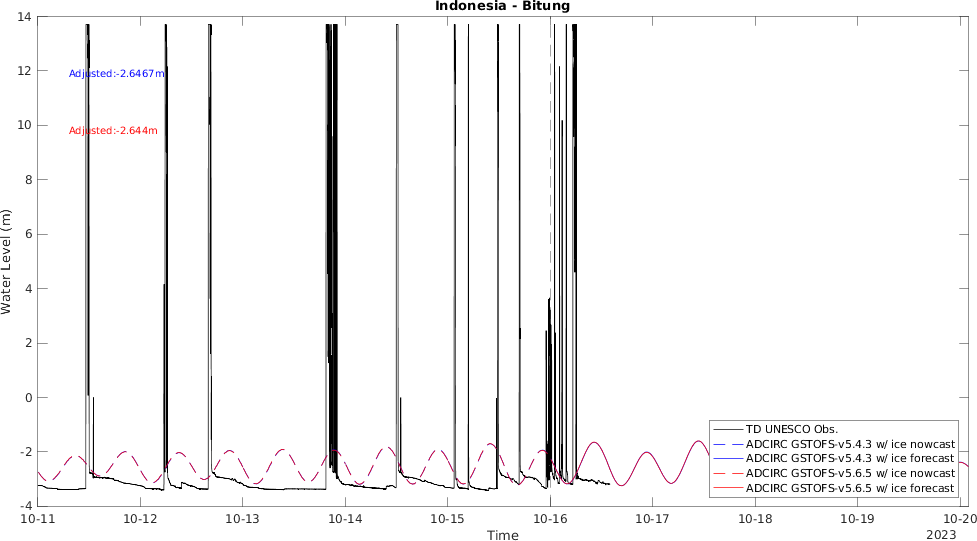 Indonesia - Bitung
14
12
10
8
6
4
2
0
-2
-4
Water Level (m)
Adjusted:-2.6467m
Adjusted:-2.644m
TD UNESCO Obs.
ADCIRC GSTOFS-v5.4.3 w/ ice nowcast
ADCIRC GSTOFS-v5.4.3 w/ ice forecast
ADCIRC GSTOFS-v5.6.5 w/ ice nowcast
ADCIRC GSTOFS-v5.6.5 w/ ice forecast
10-11 10-12 10-13 10-14 10-15 10-16 10-17 10-18 10-19 10-20
Time
2023